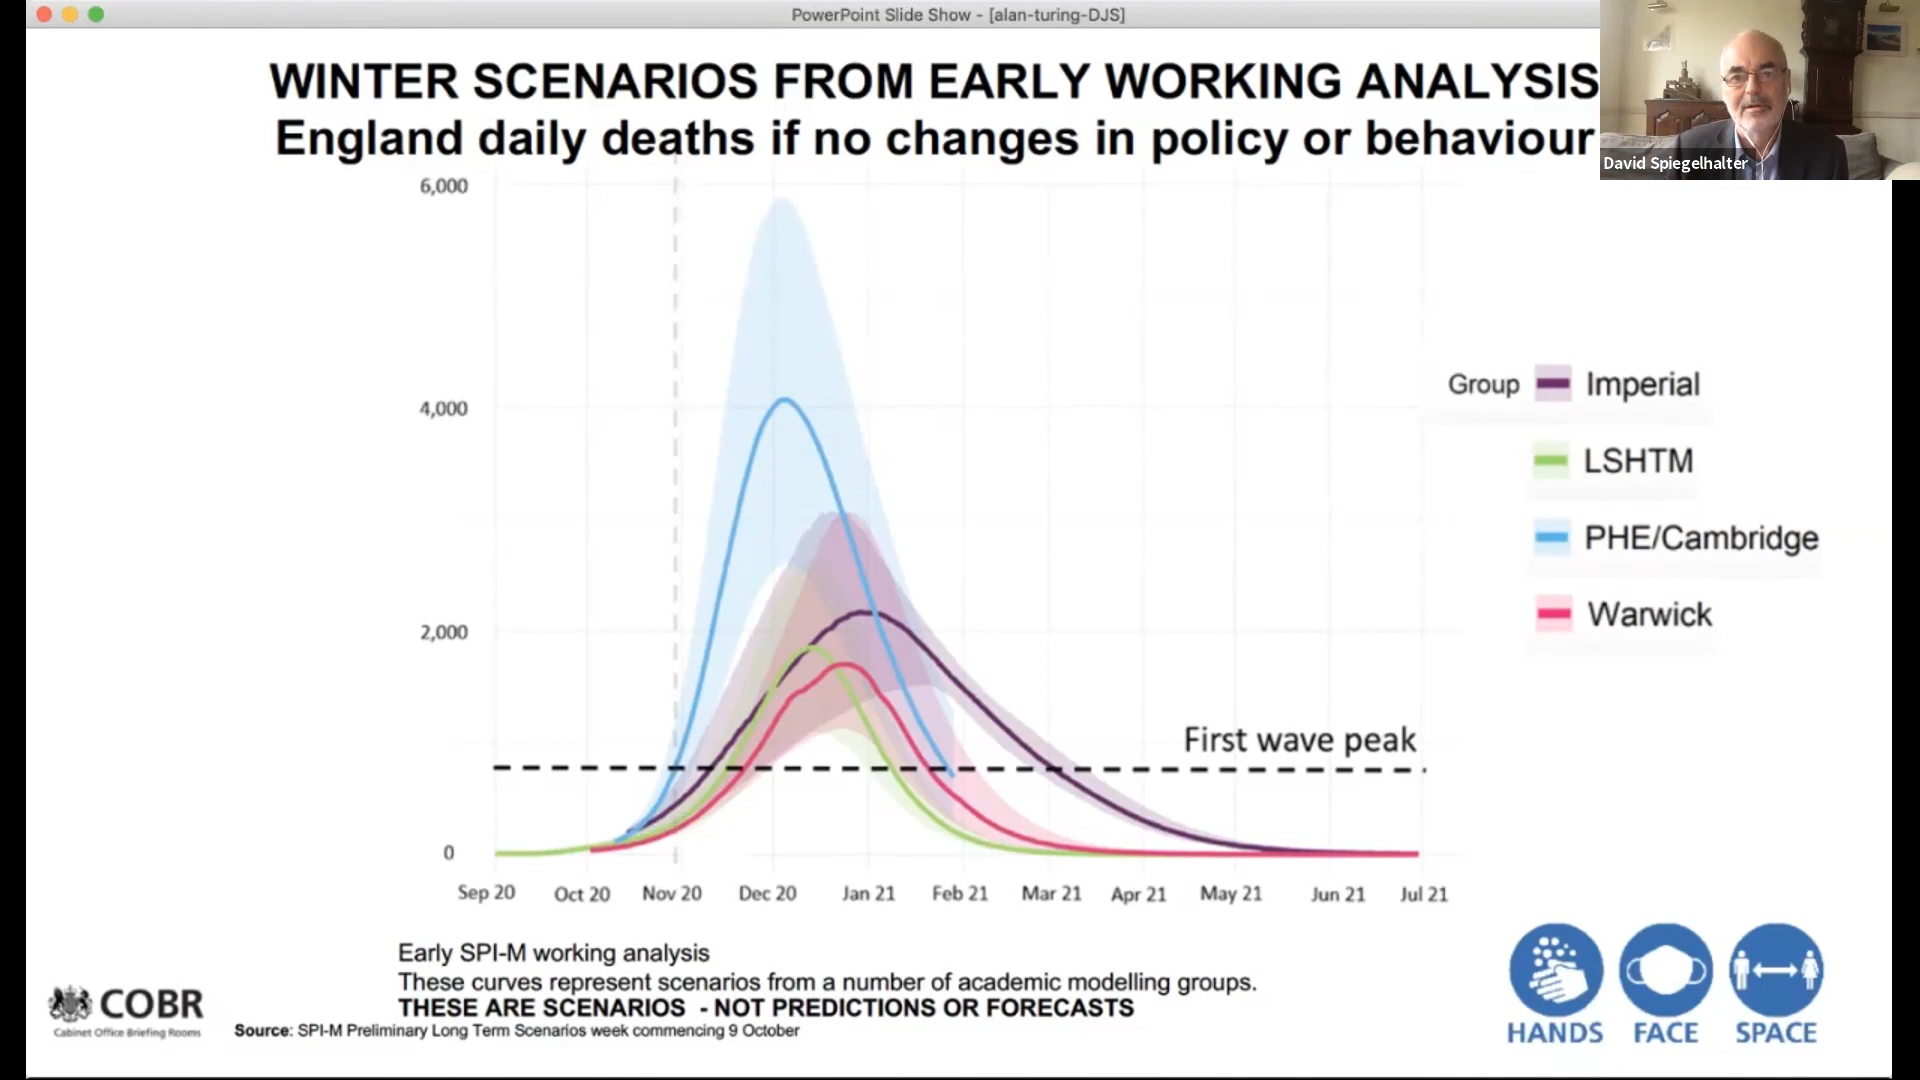 PowerPoint Slide Show - [alan-turing-DJS]
WINTER SCENARIOS FROM EARLY WORKING ANALYSIS
England daily deaths if no changes in policy or behaviour
David Spiegelhalter
6,000
4,000
2,000
0
Group Imperial
LSHTM
PHE/Cambridge
Warwick
First wave peak
Sep 20 Oct 20 Nov 20 Dec 20 Jan 21 Feb 21 Mar 21 Apr 21 May 21 Jun 21 Jul 21
Early SPI-M working analysis
These curves represent scenarios from a number of academic modelling groups.
THESE ARE SCENARIOS - NOT PREDICTIONS OR FORECASTS
Source: SPI-M Preliminary Long Term Scenarios week commencing 9 October
COBR
Cabinet Office Briefing Rooms
HANDS FACE SPACE